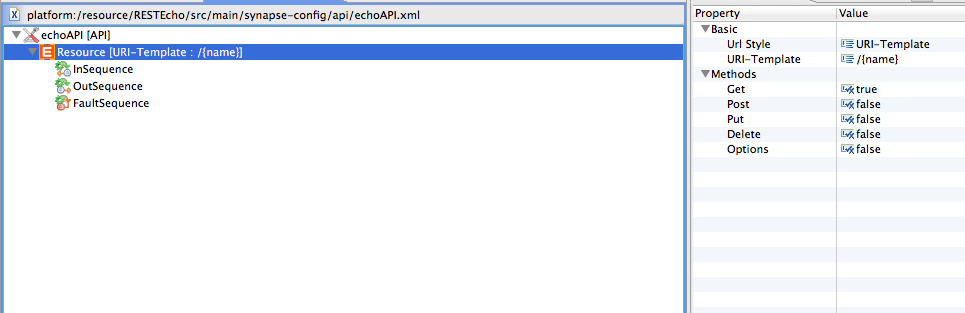 platform:/resource/RESTEcho/src/main/synapse-config/api/echoAPI.xml
echoAPI [API]
Resource [URI-Template : /{name}]
InSequence
OutSequence
FaultSequence
Property Value
Basic
Url Style URI-Template
URI-Template /{name}
Methods
Get true
Post false
Put false
Delete false
Options false